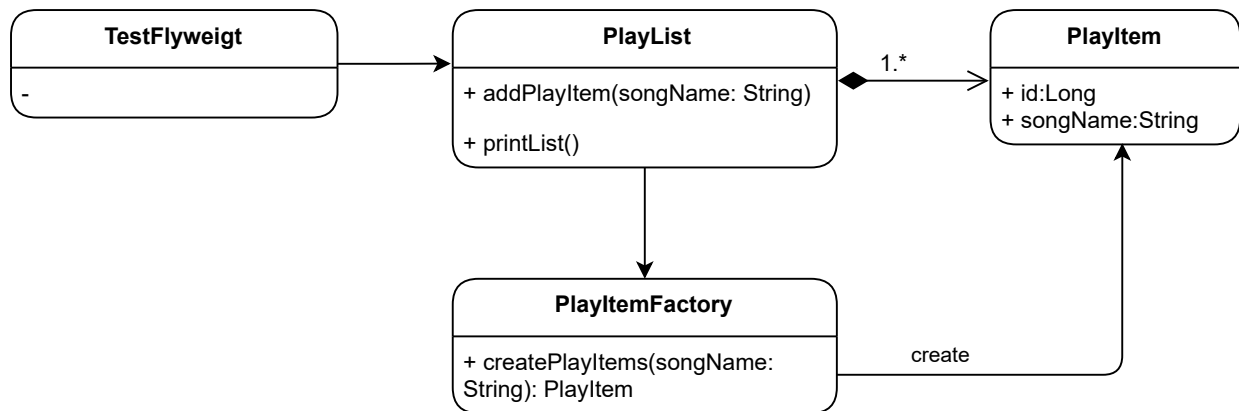 TestFlyweigt
-
PlayList
+ addPlayItem(songName: String)
+ printList()
1.*
PlayItem
+ id:Long
+ songName:String
PlayItemFactory
+ createPlayItems(songName:
String): PlayItem
create